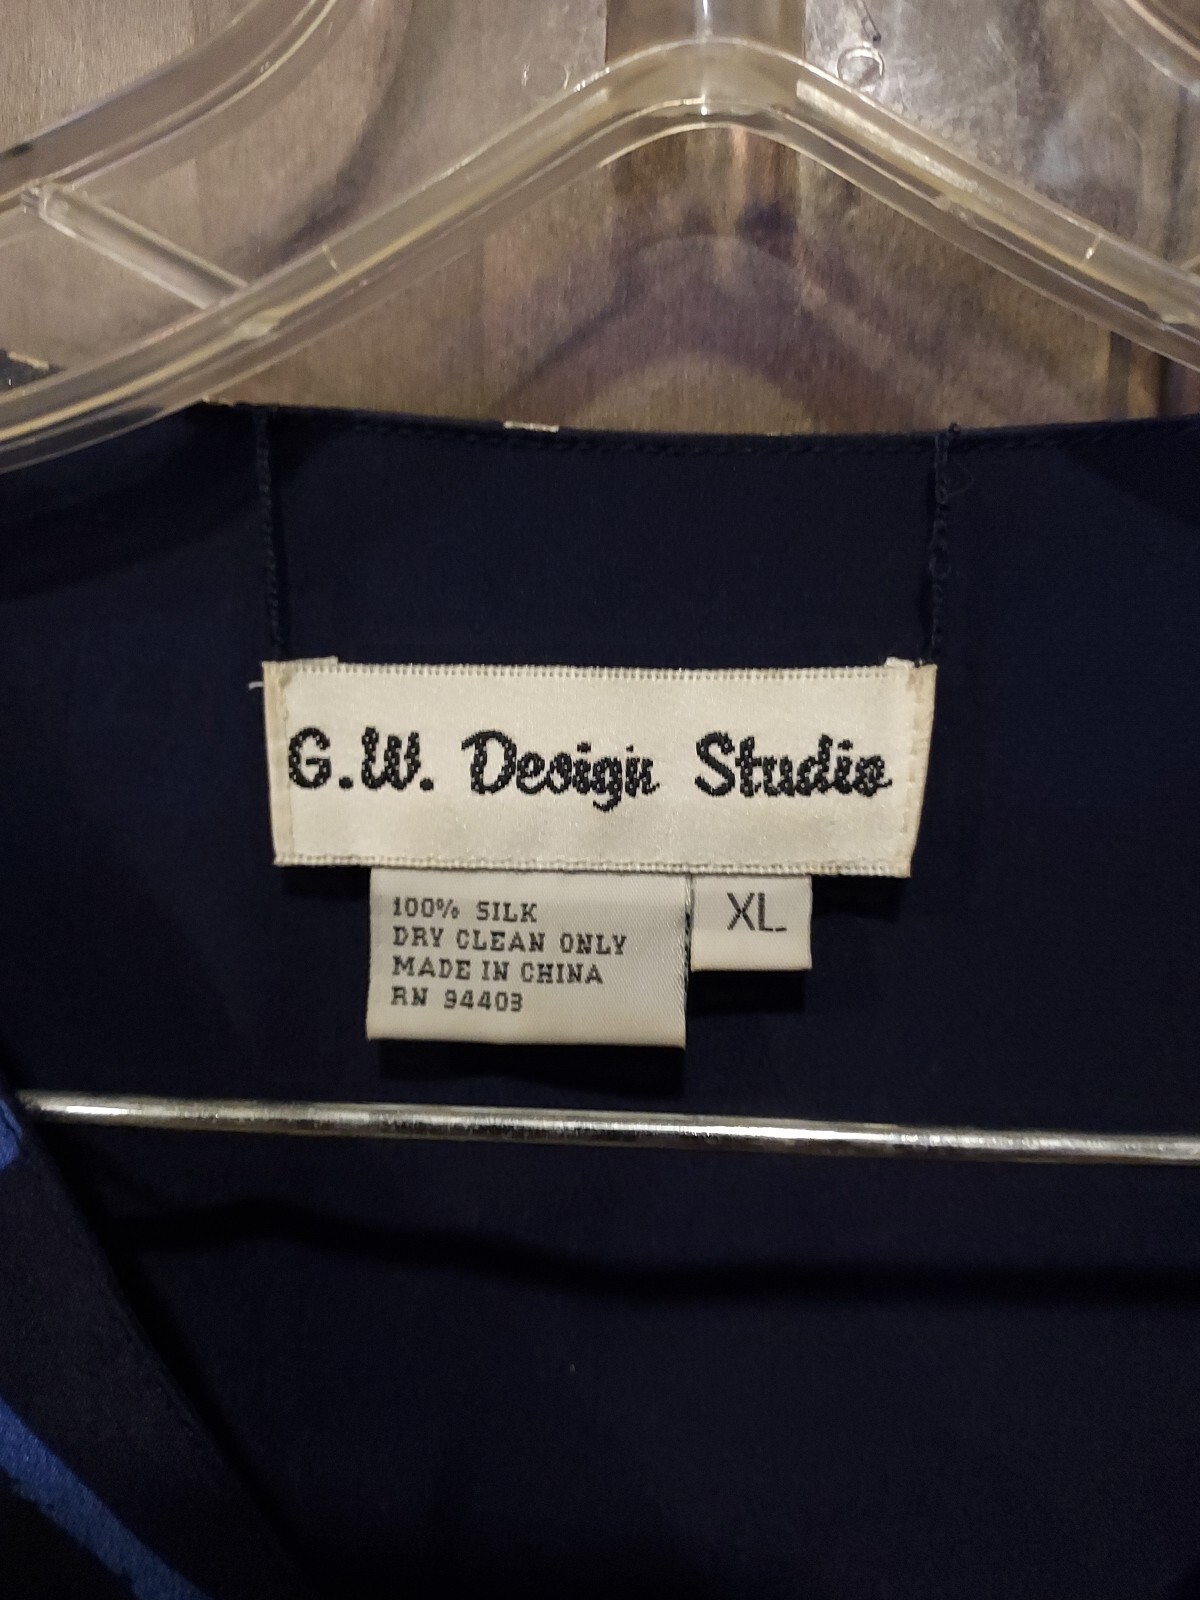 G.W. Design Studio
100% SILK
DRY CLEAN ONLY
MADE IN CHINA
RN 94403
XL